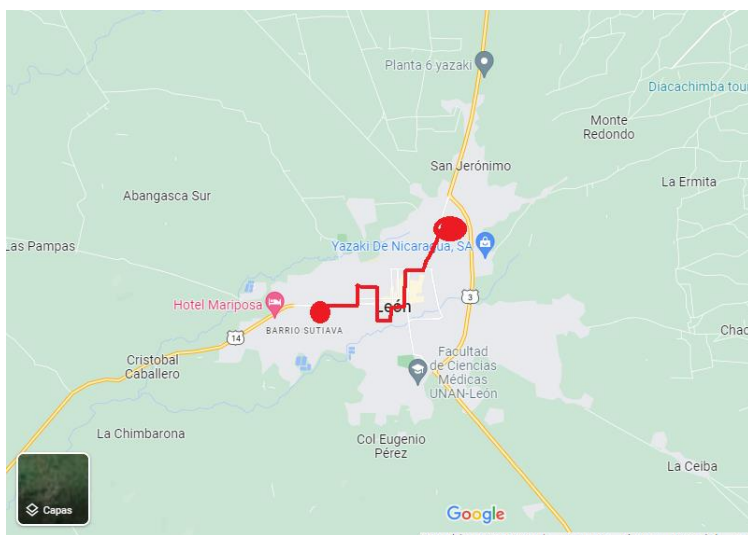 Planta 6 yazaki
Diacachimba tour
Monte
Redondo
San Jerónimo
La Ermita
Abangasca Sur
Las Pampas
Yazaki De Nicaragua, SA
Hotel Mariposa
León
3
BARRIO SUTIAVA
14
Chac
Cristobal
Caballero
Facultad
de Ciencias
Médicas
UNAN-León
La Chimbarona
Col Eugenio
Pérez
La Ceiba
Capas
Google